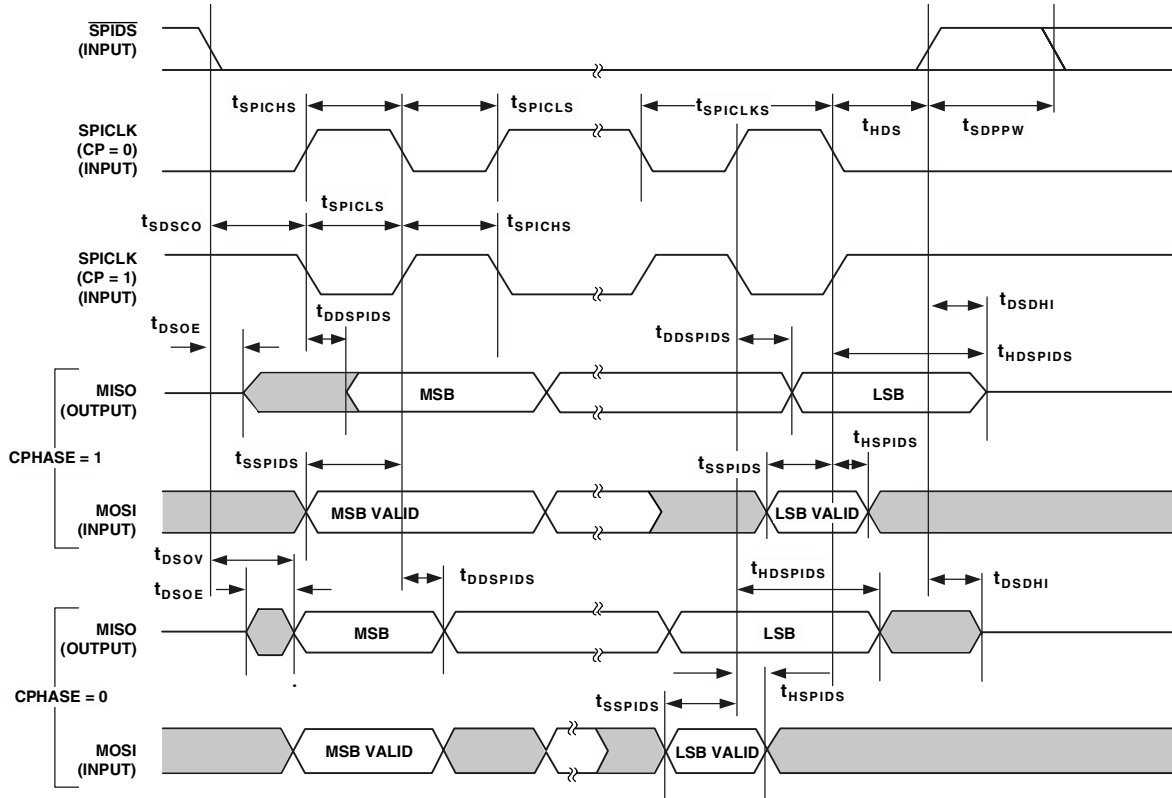 SPIDS
(INPUT)
tSPICHS
tSPICLS
tSPICLKS
tHDS
tSDPPW
SPICLK
(CP = 0)
(INPUT)
tSDSCO
tSPICLS
tSPICHS
SPICLK
(CP = 1)
(INPUT)
tDSOE
tDDSPIDS
tDDSPIDS
tDSDHI
tHDSPIDS
MISO
(OUTPUT)
MSB
LSB
CPHASE = 1
tSSPIDS
tSSPIDS
tHSPIDS
MOSI
(INPUT)
MSB VALID
LSB VALID
tDSOV
tDSOE
tDDSPIDS
tHDSPIDS
tDSDHI
MISO
(OUTPUT)
MSB
LSB
CPHASE = 0
tSSPIDS
tHSPIDS
MOSI
(INPUT)
MSB VALID
LSB VALID